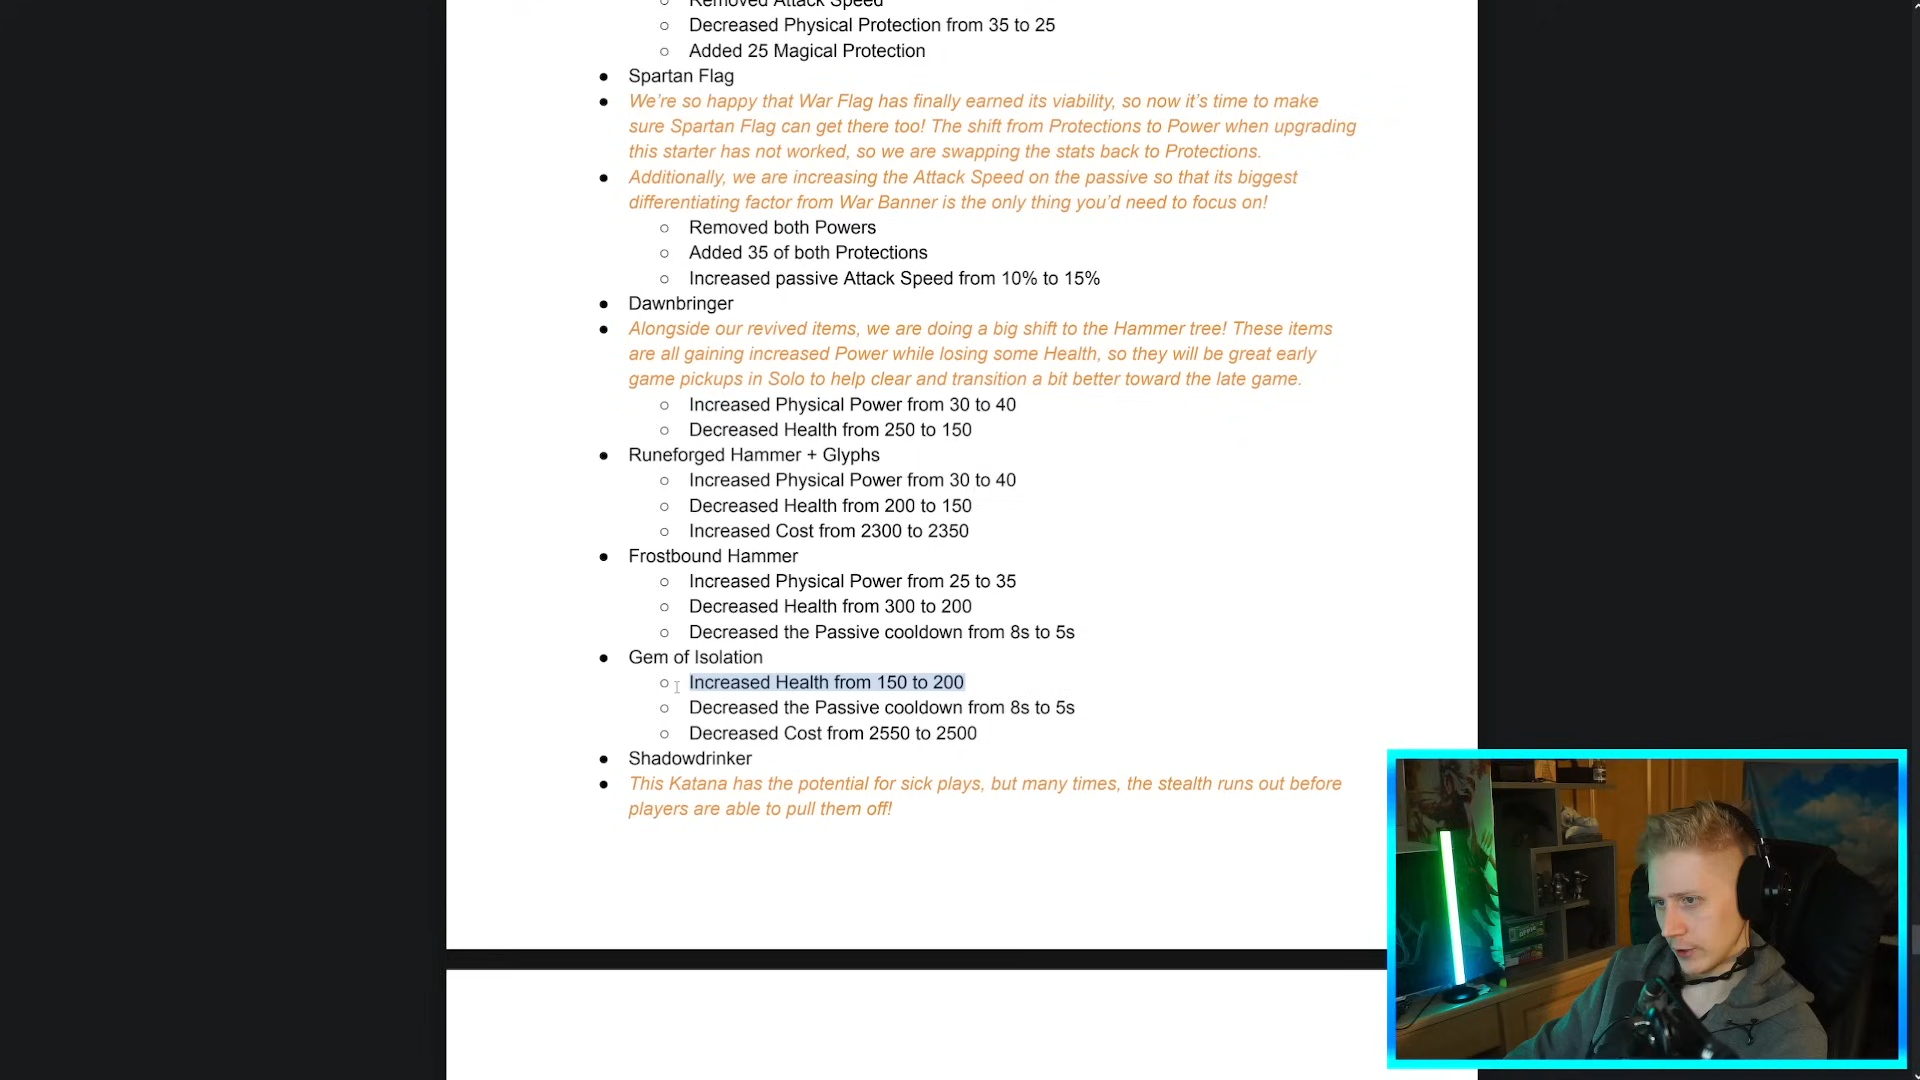 Removed Attack Speed
Decreased Physical Protection from 35 to 25
Added 25 Magical Protection
Spartan Flag
We're so happy that War Flag has finally earned its viability, so now it's time to make
sure Spartan Flag can get there too! The shift from Protections to Power when upgrading
this starter has not worked, so we are swapping the stats back to Protections.
Additionally, we are increasing the Attack Speed on the passive so that its biggest
differentiating factor from War Banner is the only thing you'd need to focus on!
Removed both Powers
Added 35 of both Protections
Increased passive Attack Speed from 10% to 15%
Dawnbringer
Alongside our revived items, we are doing a big shift to the Hammer tree! These items
are all gaining increased Power while losing some Health, so they will be great early
game pickups in Solo to help clear and transition a bit better toward the late game.
Increased Physical Power from 30 to 40
Decreased Health from 250 to 150
Runeforged Hammer + Glyphs
Increased Physical Power from 30 to 40
Decreased Health from 200 to 150
Increased Cost from 2300 to 2350
Frostbound Hammer
Increased Physical Power from 25 to 35
Decreased Health from 300 to 200
Decreased the Passive cooldown from 8s to 5s
Gem of Isolation
Increased Health from 150 to 200
Decreased the Passive cooldown from 8s to 5s
Decreased Cost from 2550 to 2500
Shadowdrinker
This Katana has the potential for sick plays, but many times, the stealth runs out before
players are able to pull them off!